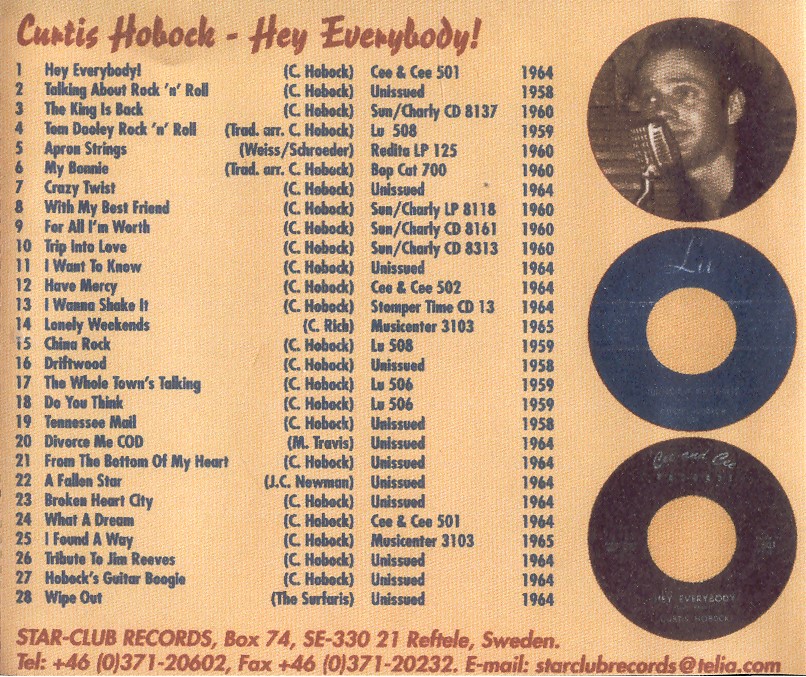 Curtis Hobock - Hey Everybody!
1 Hey Everybody! (C. Hobock) Cee & Cee 501 1964
2 Talking About Rock 'n' Roll (C. Hobock) Unissued 1958
3 The King Is Back (C. Hobock) Sun/Charly CD 8137 1960
4 Tom Dooley Rock 'n' Roll (Trad. arr. C. Hobock) Lu 508 1959
5 Apron Strings (Weiss/Schroeder) Redita LP 125 1960
6 My Bonnie (Trad. arr. C. Hobock) Bop Cat 700 1960
7 Crazy Twist (C. Hobock) Unissued 1964
8 With My Best Friend (C. Hobock) Sun/Charly LP 8118 1960
9 For All I'm Worth (C. Hobock) Sun/Charly CD 8161 1960
10 Trip Into Love (C. Hobock) Sun/Charly CD 8313 1960
11 I Want To Know (C. Hobock) Unissued 1964
12 Have Mercy (C. Hobock) Cee & Cee 502 1964
13 I Wanna Shake It (C. Hobock) Stomper Time CD 13 1964
14 Lonely Weekends (C. Rich) Musicenter 3103 1965
15 China Rock (C. Hobock) Lu 508 1959
16 Driftwood (C. Hobock) Unissued 1958
17 The Whole Town's Talking (C. Hobock) Lu 506 1959
18 Do You Think (C. Hobock) Lu 506 1959
19 Tennessee Mail (C. Hobock) Unissued 1958
20 Divorce Me COD (M. Travis) Unissued 1964
21 From The Bottom Of My Heart (C. Hobock) Unissued 1964
22 A Fallen Star (J.C. Newman) Unissued 1964
23 Broken Heart City (C. Hobock) Unissued 1964
24 What A Dream (C. Hobock) Cee & Cee 501 1964
25 I Found A Way (C. Hobock) Musicenter 3103 1965
26 Tribute To Jim Reeves (C. Hobock) Unissued 1964
27 Hobock's Guitar Boogie (C. Hobock) Unissued 1964
28 Wipe Out (The Surfaris) Unissued 1964
Lu
Cee and Cee
RECORDS
HEY EVERYBODY
CURTIS HOBOCK
STAR-CLUB RECORDS, Box 74, SE-330 21 Reftele, Sweden.
Tel: +46 (0)371-20602, Fax +46 (0)371-20232. E-mail: starclubrecords@telia.com